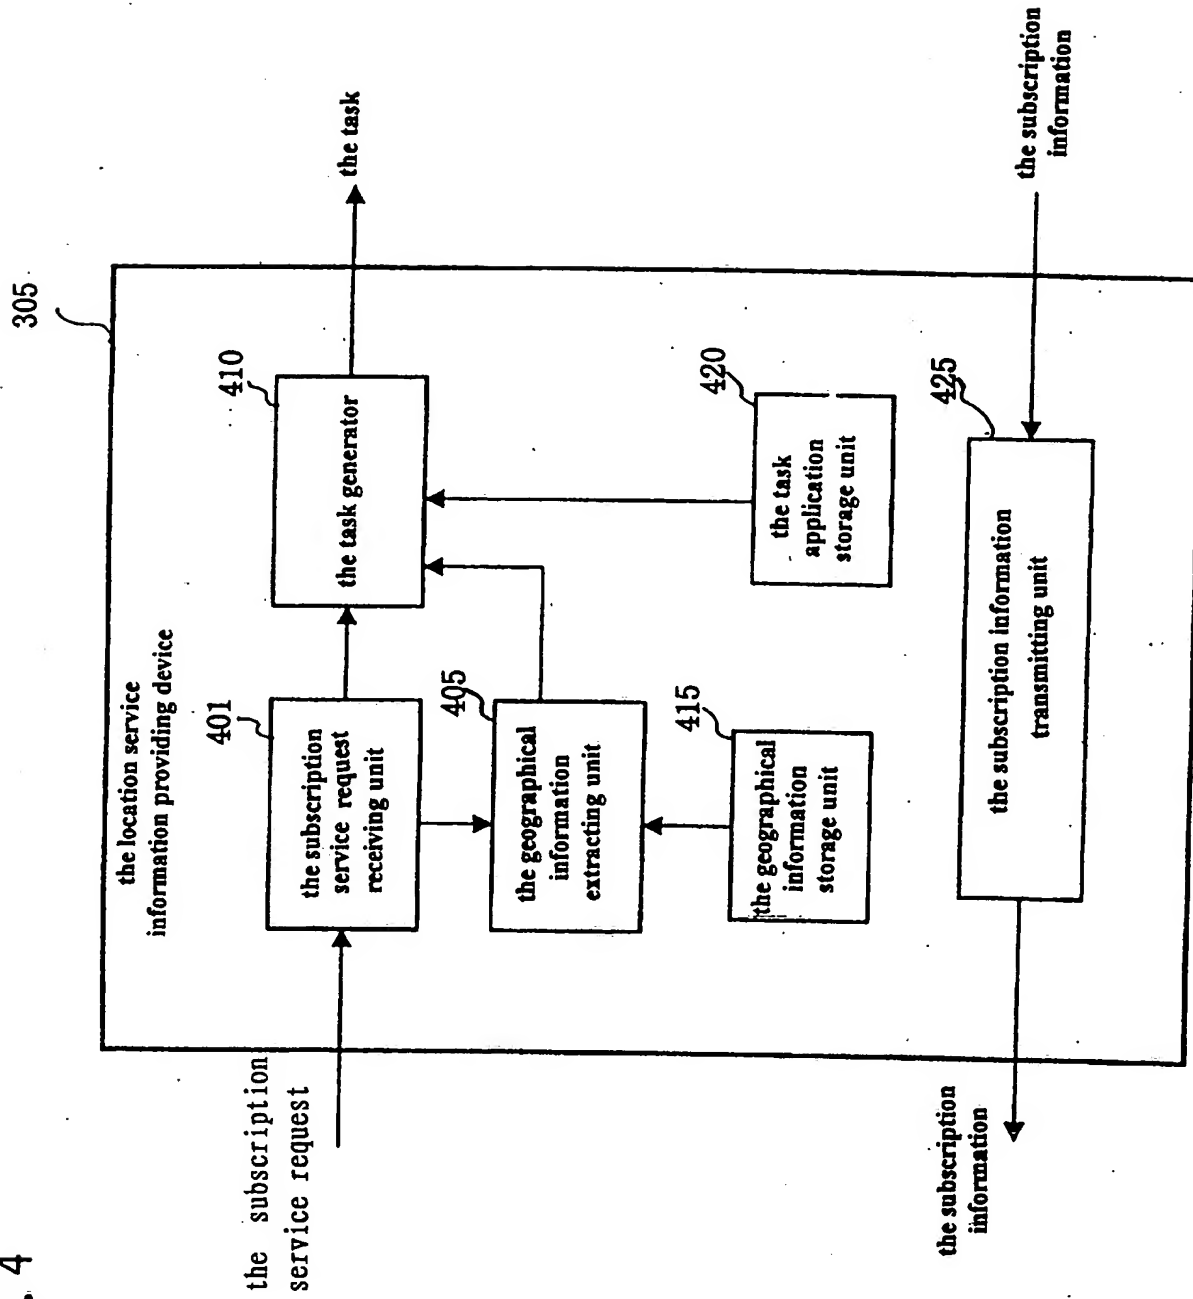 . 4
305
the location service
information providing device
the subscription
service request
401
the subscription
service request
receiving unit
410
the task generator
the task
405
the geographical
information
extracting unit
415
the geographical
information
storage unit
420
the task
application
storage unit
425
the subscription information
transmitting unit
the subscription
information
the subscription
information